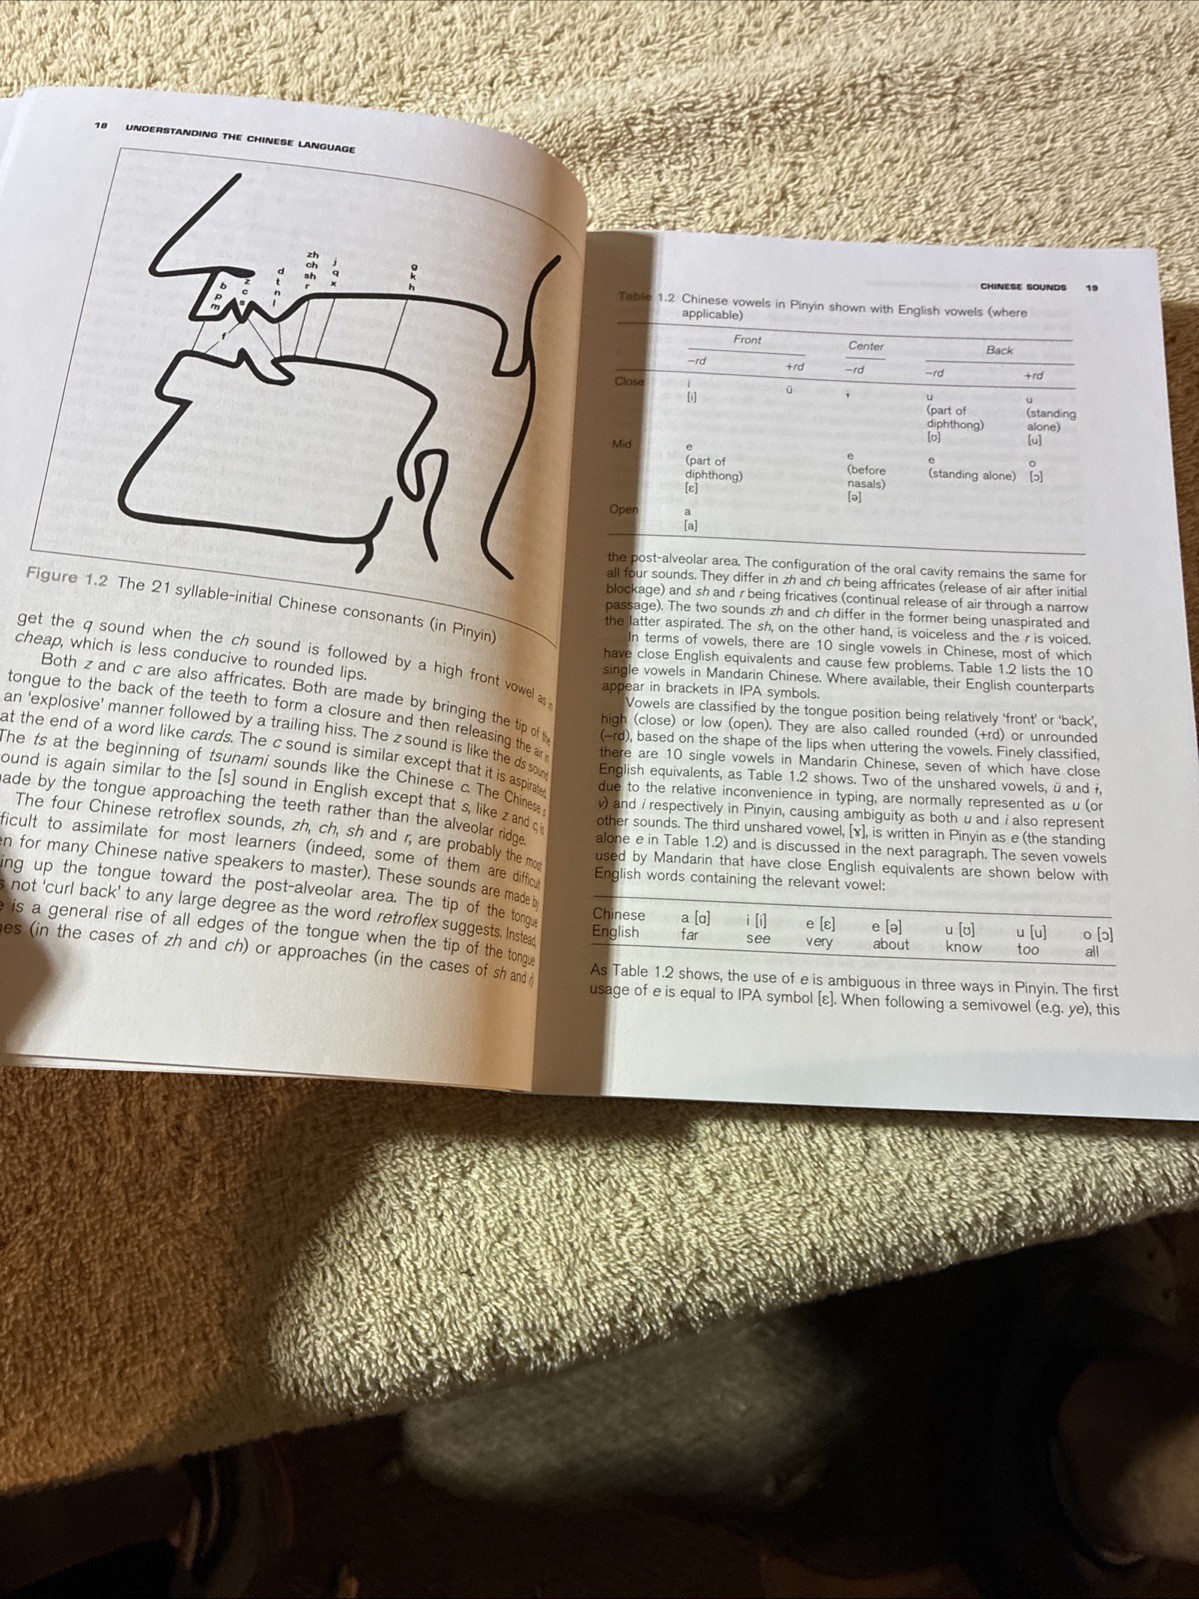 18 UNDERSTANDING THE CHINESE LANGUAGE
b
p
m
f
z
c
s
d
t
n
l
zh
ch
sh
r
j
q
x
g
k
h
Figure 1.2 The 21 syllable-initial Chinese consonants (in Pinyin)
get the q sound when the ch sound is followed by a high front vowel as in
cheap, which is less conducive to rounded lips.
Both z and c are also affricates. Both are made by bringing the tip of the
tongue to the back of the teeth to form a closure and then releasing the air in
an 'explosive' manner followed by a trailing hiss. The z sound is like the ds sound
at the end of a word like cards. The c sound is similar except that it is aspirated.
The ts at the beginning of tsunami sounds like the Chinese c. The Chinese s
ound is again similar to the [s] sound in English except that s, like z and c, is
ade by the tongue approaching the teeth rather than the alveolar ridge.
The four Chinese retroflex sounds, zh, ch, sh and r, are probably the most
ficult to assimilate for most learners (indeed, some of them are difficult
n for many Chinese native speakers to master). These sounds are made by
ing up the tongue toward the post-alveolar area. The tip of the tongue
s not 'curl back' to any large degree as the word retroflex suggests. Instead,
e is a general rise of all edges of the tongue when the tip of the tongue
es (in the cases of zh and ch) or approaches (in the cases of sh and r)
CHINESE SOUNDS 19
Table 1.2 Chinese vowels in Pinyin shown with English vowels (where
applicable)
Front Center Back
–rd +rd –rd –rd +rd
Close i ü ɨ u u
[i] (part of (standing
diphthong) alone)
[ʊ] [u]
Mid e e e o
(part of (before (standing alone) [ɔ]
diphthong) nasals)
[ɛ] [ə]
Open a
[a]
the post-alveolar area. The configuration of the oral cavity remains the same for
all four sounds. They differ in zh and ch being affricates (release of air after initial
blockage) and sh and r being fricatives (continual release of air through a narrow
passage). The two sounds zh and ch differ in the former being unaspirated and
the latter aspirated. The sh, on the other hand, is voiceless and the r is voiced.
In terms of vowels, there are 10 single vowels in Chinese, most of which
have close English equivalents and cause few problems. Table 1.2 lists the 10
single vowels in Mandarin Chinese. Where available, their English counterparts
appear in brackets in IPA symbols.
Vowels are classified by the tongue position being relatively 'front' or 'back',
high (close) or low (open). They are also called rounded (+rd) or unrounded
(–rd), based on the shape of the lips when uttering the vowels. Finely classified,
there are 10 single vowels in Mandarin Chinese, seven of which have close
English equivalents, as Table 1.2 shows. Two of the unshared vowels, ü and ɨ,
due to the relative inconvenience in typing, are normally represented as u (or
v) and i respectively in Pinyin, causing ambiguity as both u and i also represent
other sounds. The third unshared vowel, [ɤ], is written in Pinyin as e (the standing
alone e in Table 1.2) and is discussed in the next paragraph. The seven vowels
used by Mandarin that have close English equivalents are shown below with
English words containing the relevant vowel:
Chinese a [ɑ] i [i] e [ɛ] e [ə] u [ʊ] u [u] o [ɔ]
English far see very about know too all
As Table 1.2 shows, the use of e is ambiguous in three ways in Pinyin. The first
usage of e is equal to IPA symbol [ɛ]. When following a semivowel (e.g. ye), this